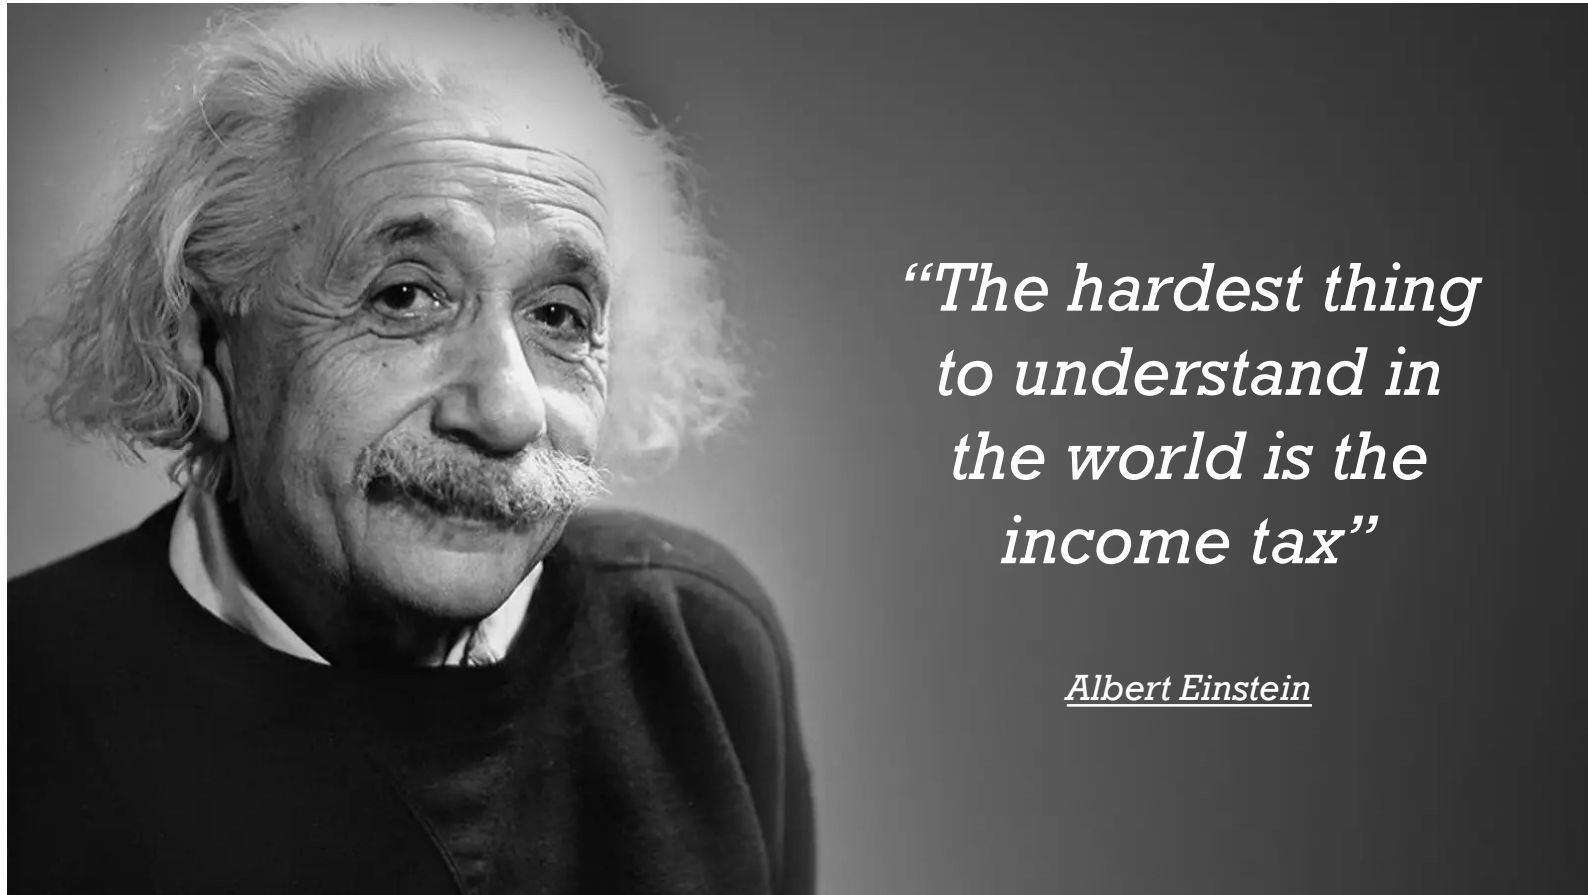 “The hardest thing
to understand in
the world is the
income tax”
Albert Einstein